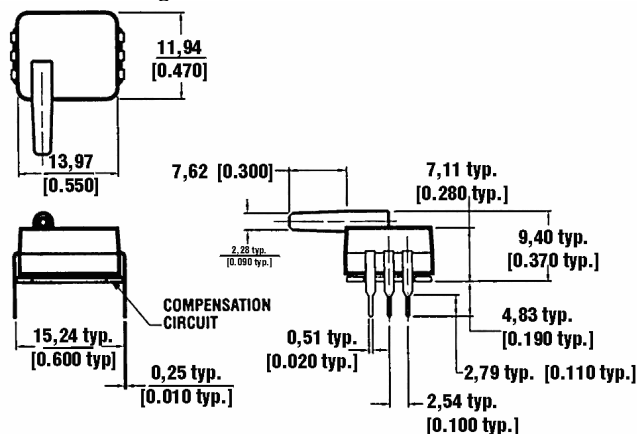 11,94
[0.470]
13,97
[0.550]
7,62 [0.300]
7,11 typ.
[0.280 typ.]
2,28 typ.
[0.090 typ.]
9,40 typ.
[0.370 typ.]
COMPENSATION
CIRCUIT
4,83 typ.
[0.190 typ.]
15,24 typ.
[0.600 typ]
0,51 typ.
[0.020 typ.]
2,79 typ. [0.110 typ.]
0,25 typ.
[0.010 typ.]
2,54 typ.
[0.100 typ.]